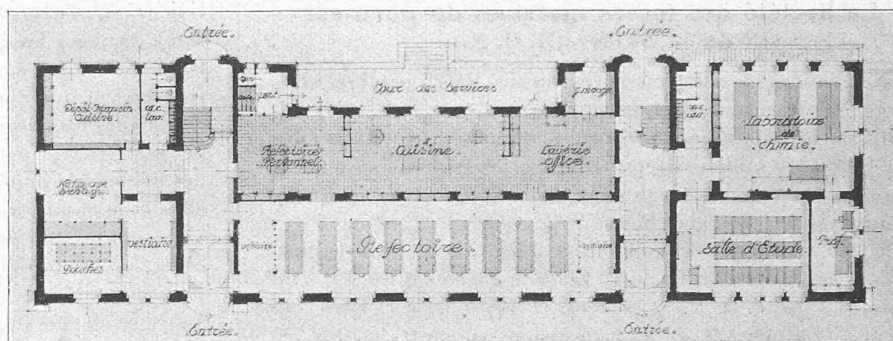 Entrée.
Entrée.
Cour des Services
Dépôt-Magasin
Cuisine.
W.C.
Lav.
Réfectoire
Personnel.
Cuisine.
Laverie
Office
W.C.
Lav.
Laboratoire
de
Chimie.
Vestiaire
Douches
Réfectoire.
Salle d'Etude.
Prof.
Entrée.
Entrée.